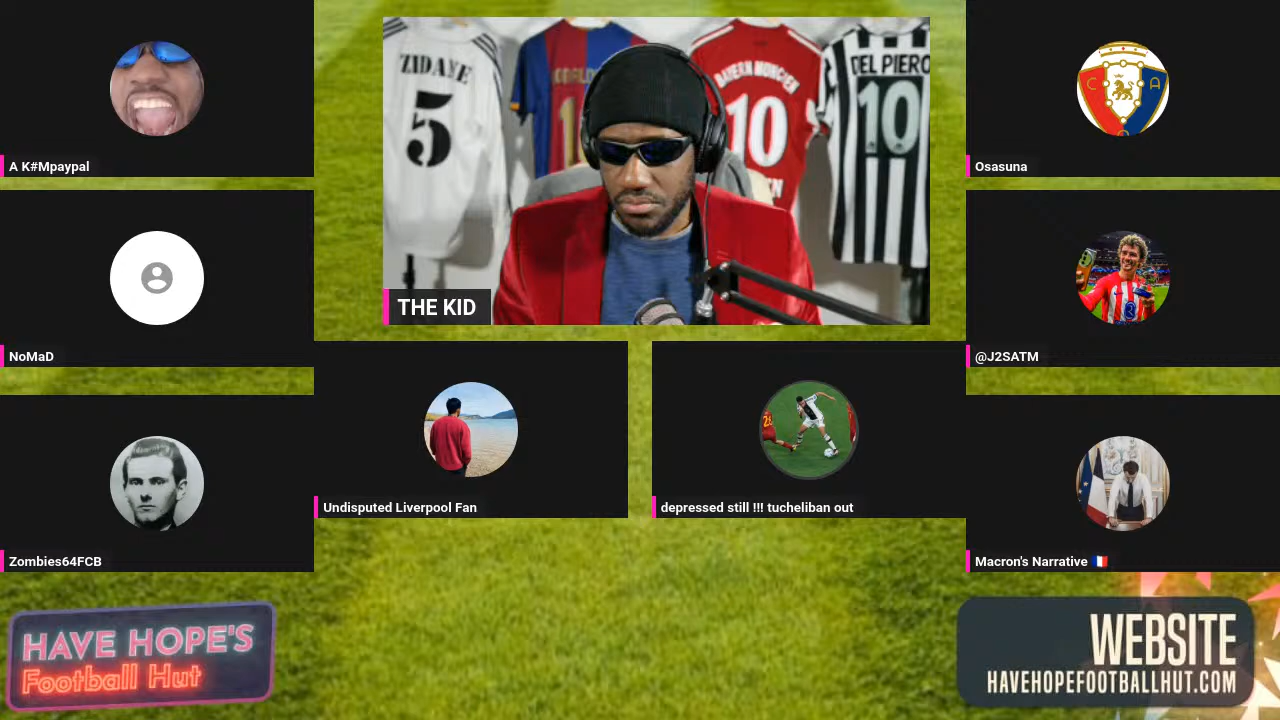 A K#Mpaypal
ZIDANE
5
BAYERN MÜNCHEN
10
DEL PIERO
10
THE KID
Osasuna
C A
NoMaD
@J2SATM
Undisputed Liverpool Fan
depressed still !!! tucheliban out
Zombies64FCB
Macron's Narrative 🇫🇷
HAVE HOPE'S
Football Hut
WEBSITE
HAVEHOPEFOOTBALLHUT.COM